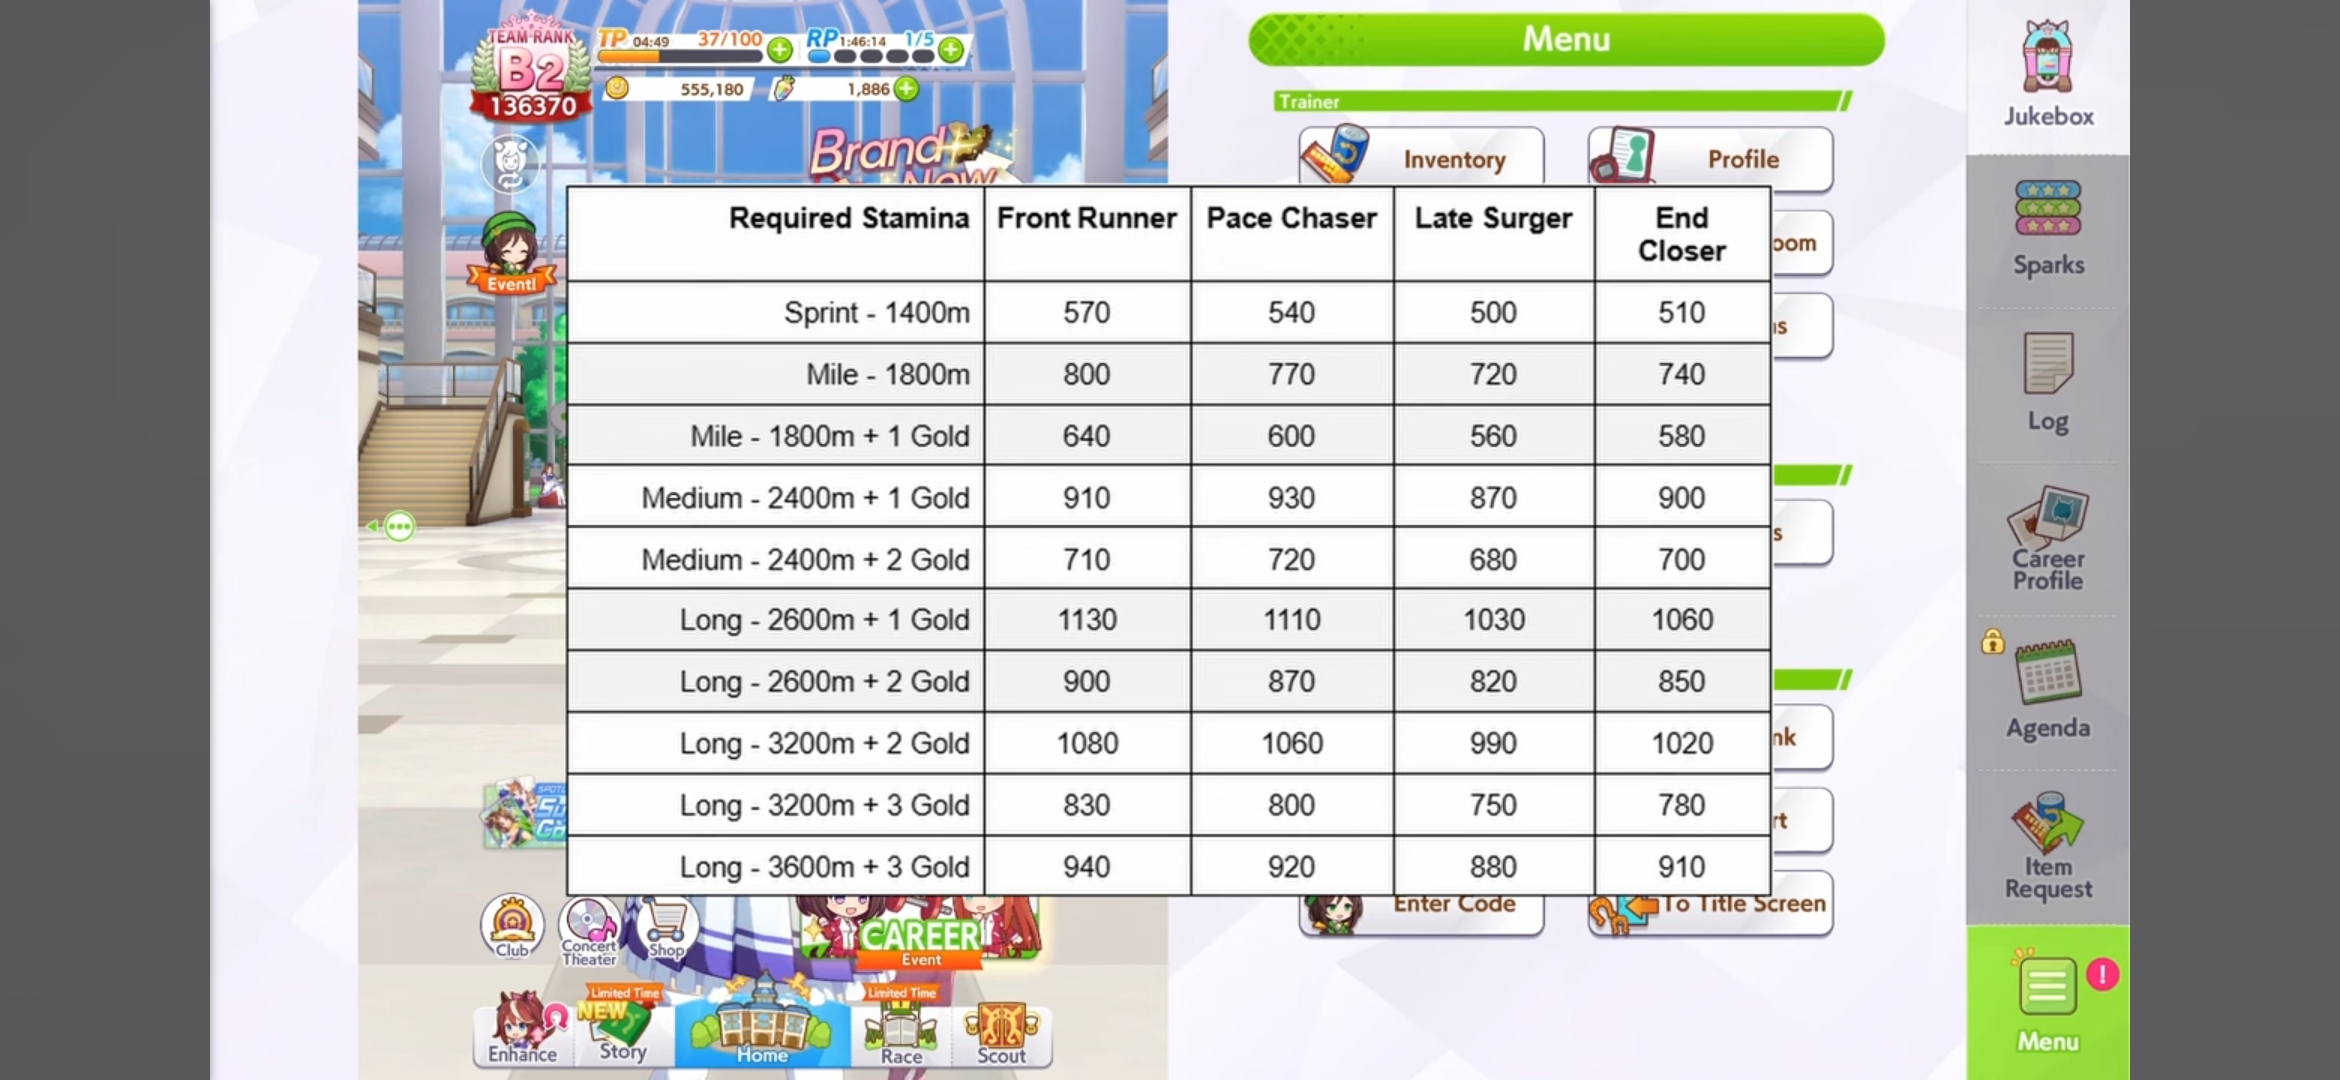 TEAM RANK
B2
136370
TP 04:49 37/100
RP 1:46:14 1/5
555,180
1,886
Brand
New
Event!
Menu
Trainer
Inventory
Profile
oom
s
nk
rt
Enter Code
To Title Screen
Required Stamina Front Runner Pace Chaser Late Surger End Closer
Sprint - 1400m 570 540 500 510
Mile - 1800m 800 770 720 740
Mile - 1800m + 1 Gold 640 600 560 580
Medium - 2400m + 1 Gold 910 930 870 900
Medium - 2400m + 2 Gold 710 720 680 700
Long - 2600m + 1 Gold 1130 1110 1030 1060
Long - 2600m + 2 Gold 900 870 820 850
Long - 3200m + 2 Gold 1080 1060 990 1020
Long - 3200m + 3 Gold 830 800 750 780
Long - 3600m + 3 Gold 940 920 880 910
Club
Concert
Theater
Shop
CAREER
Event
Enhance
Limited Time
NEW
Story
Home
Limited Time
Race
Scout
Jukebox
Sparks
Log
Career
Profile
Agenda
Item
Request
!
Menu